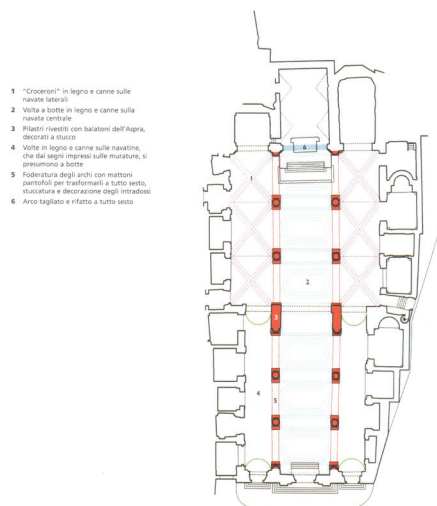 1 "Croceroni" in legno e canne sulle
navate laterali
2 Volta a botte in legno e canne sulla
navata centrale
3 Pilastri rivestiti con balatoni dell'Aspra,
decorati a stucco
4 Volte in legno e canne sulle navatine,
che dai segni impressi sulle murature, si
presumono a botte
5 Foderatura degli archi con mattoni
pantofoli per trasformarli a tutto sesto,
stuccatura e decorazione degli intradossi
6 Arco tagliato e rifatto a tutto sesto
6
1
2
3
4
5